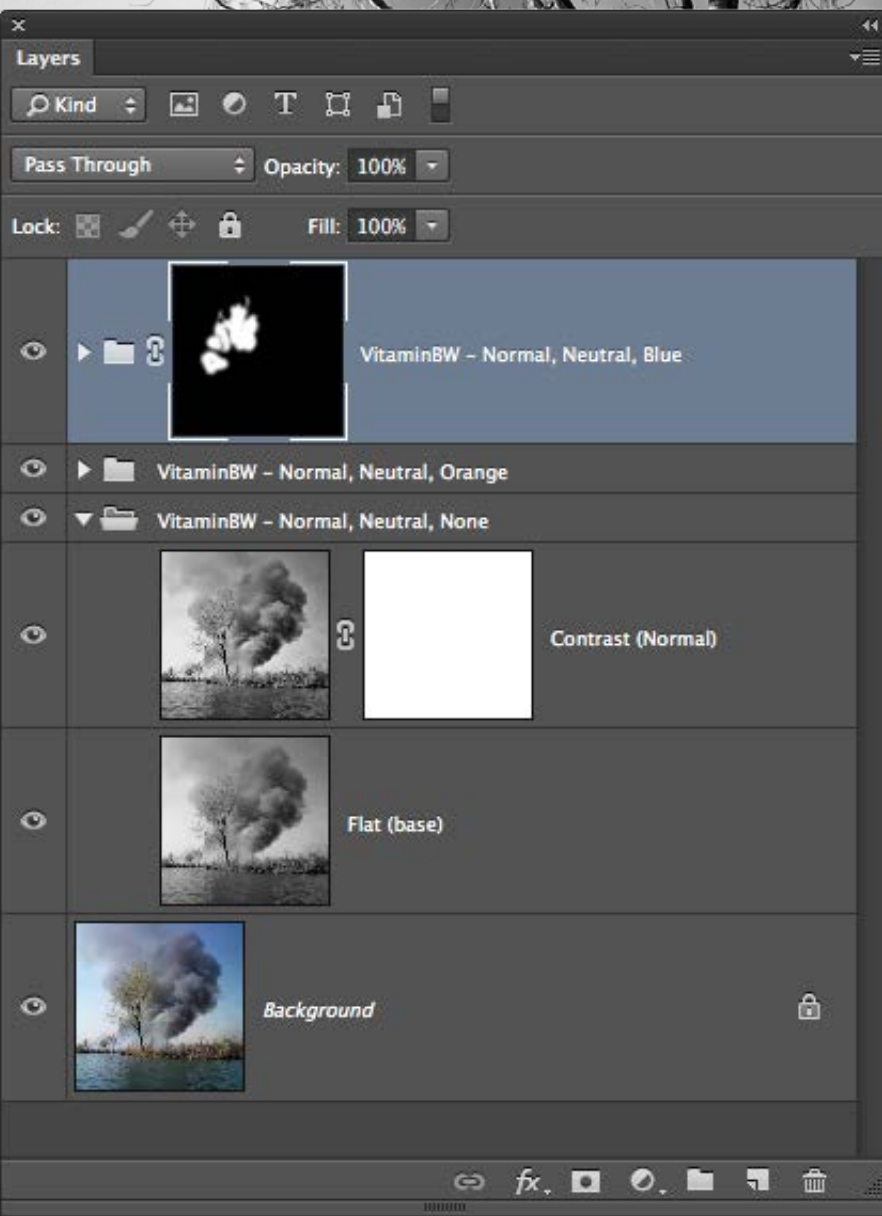 Layers
Kind T
Pass Through Opacity: 100%
Lock: Fill: 100%
VitaminBW – Normal, Neutral, Blue
VitaminBW – Normal, Neutral, Orange
VitaminBW – Normal, Neutral, None
Contrast (Normal)
Flat (base)
Background
fx.